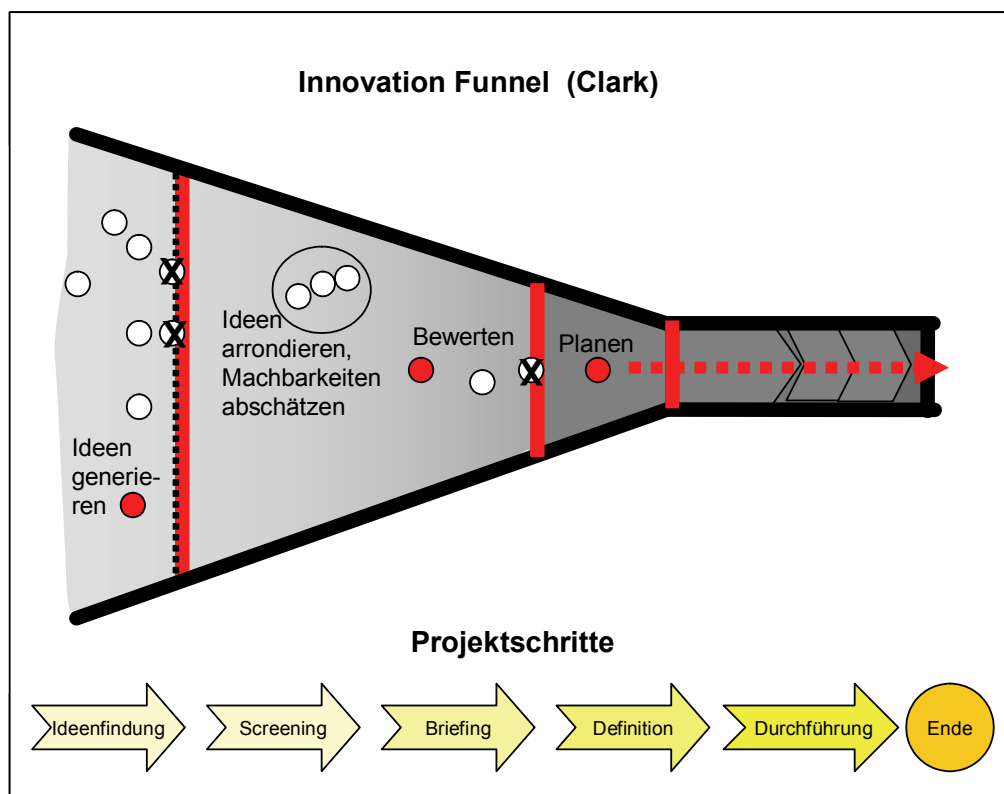 Innovation Funnel (Clark)
X
X
Ideen
arrondieren,
Machbarkeiten
abschätzen
Bewerten
X
Planen
Ideen
generie-
ren
Projektschritte
Ideenfindung
Screening
Briefing
Definition
Durchführung
Ende